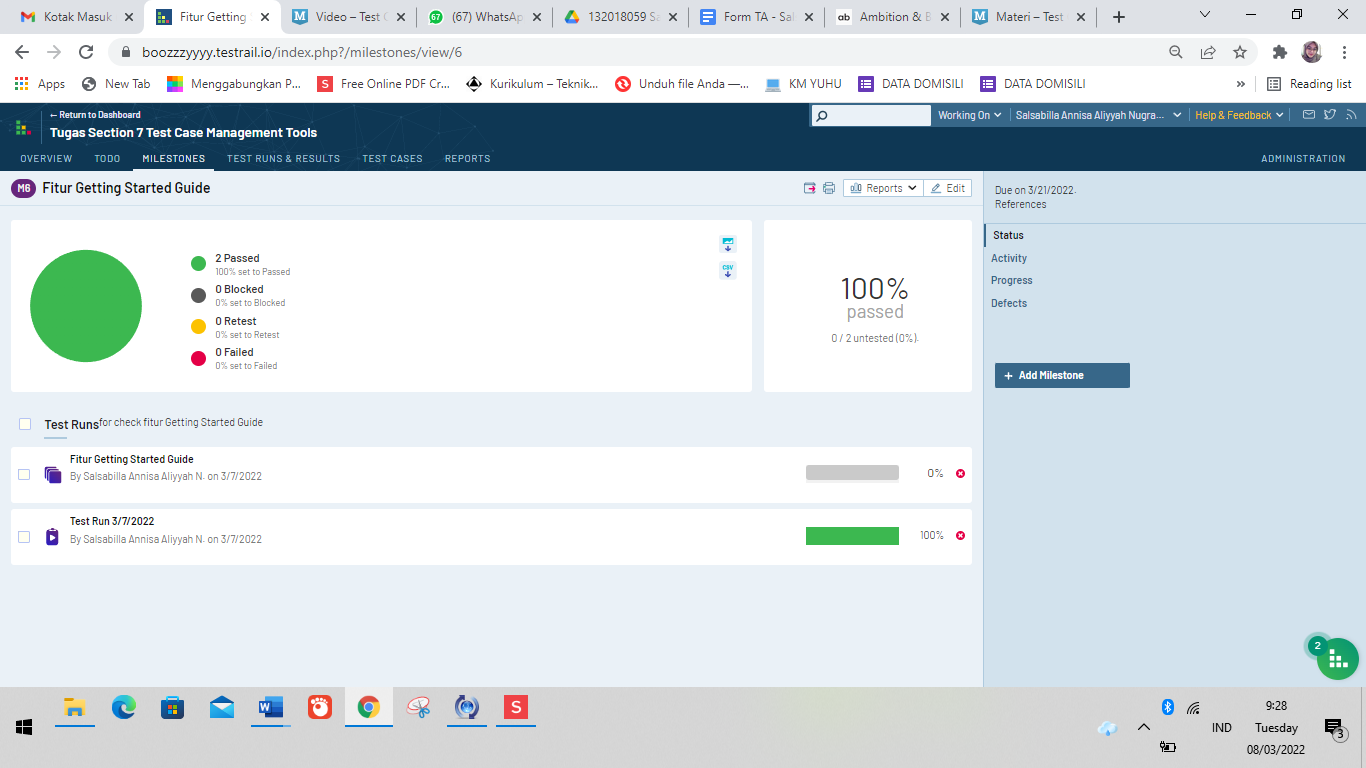 Kotak Masuk
Fitur Getting
Video – Test
(67) WhatsAp
132018059 Sa
Form TA - Sal
ab Ambition & B
Materi – Test
boozzzyyyy.testrail.io/index.php?/milestones/view/6
Apps
New Tab
Menggabungkan P...
S Free Online PDF Cr...
Kurikulum – Teknik...
Unduh file Anda —...
KM YUHU
DATA DOMISILI
DATA DOMISILI
»
Reading list
← Return to Dashboard
Tugas Section 7 Test Case Management Tools
Working On
Salsabilla Annisa Aliyyah Nugra...
Help & Feedback
OVERVIEW
TODO
MILESTONES
TEST RUNS & RESULTS
TEST CASES
REPORTS
ADMINISTRATION
M6 Fitur Getting Started Guide
Reports
Edit
Due on 3/21/2022.
References
Status
Activity
Progress
Defects
+ Add Milestone
2 Passed
100% set to Passed
0 Blocked
0% set to Blocked
0 Retest
0% set to Retest
0 Failed
0% set to Failed
CSV
100%
passed
0 / 2 untested (0%).
Test Runs for check fitur Getting Started Guide
Fitur Getting Started Guide
By Salsabilla Annisa Aliyyah N. on 3/7/2022
0%
Test Run 3/7/2022
By Salsabilla Annisa Aliyyah N. on 3/7/2022
100%
2
W
S
IND
9:28
Tuesday
08/03/2022
3